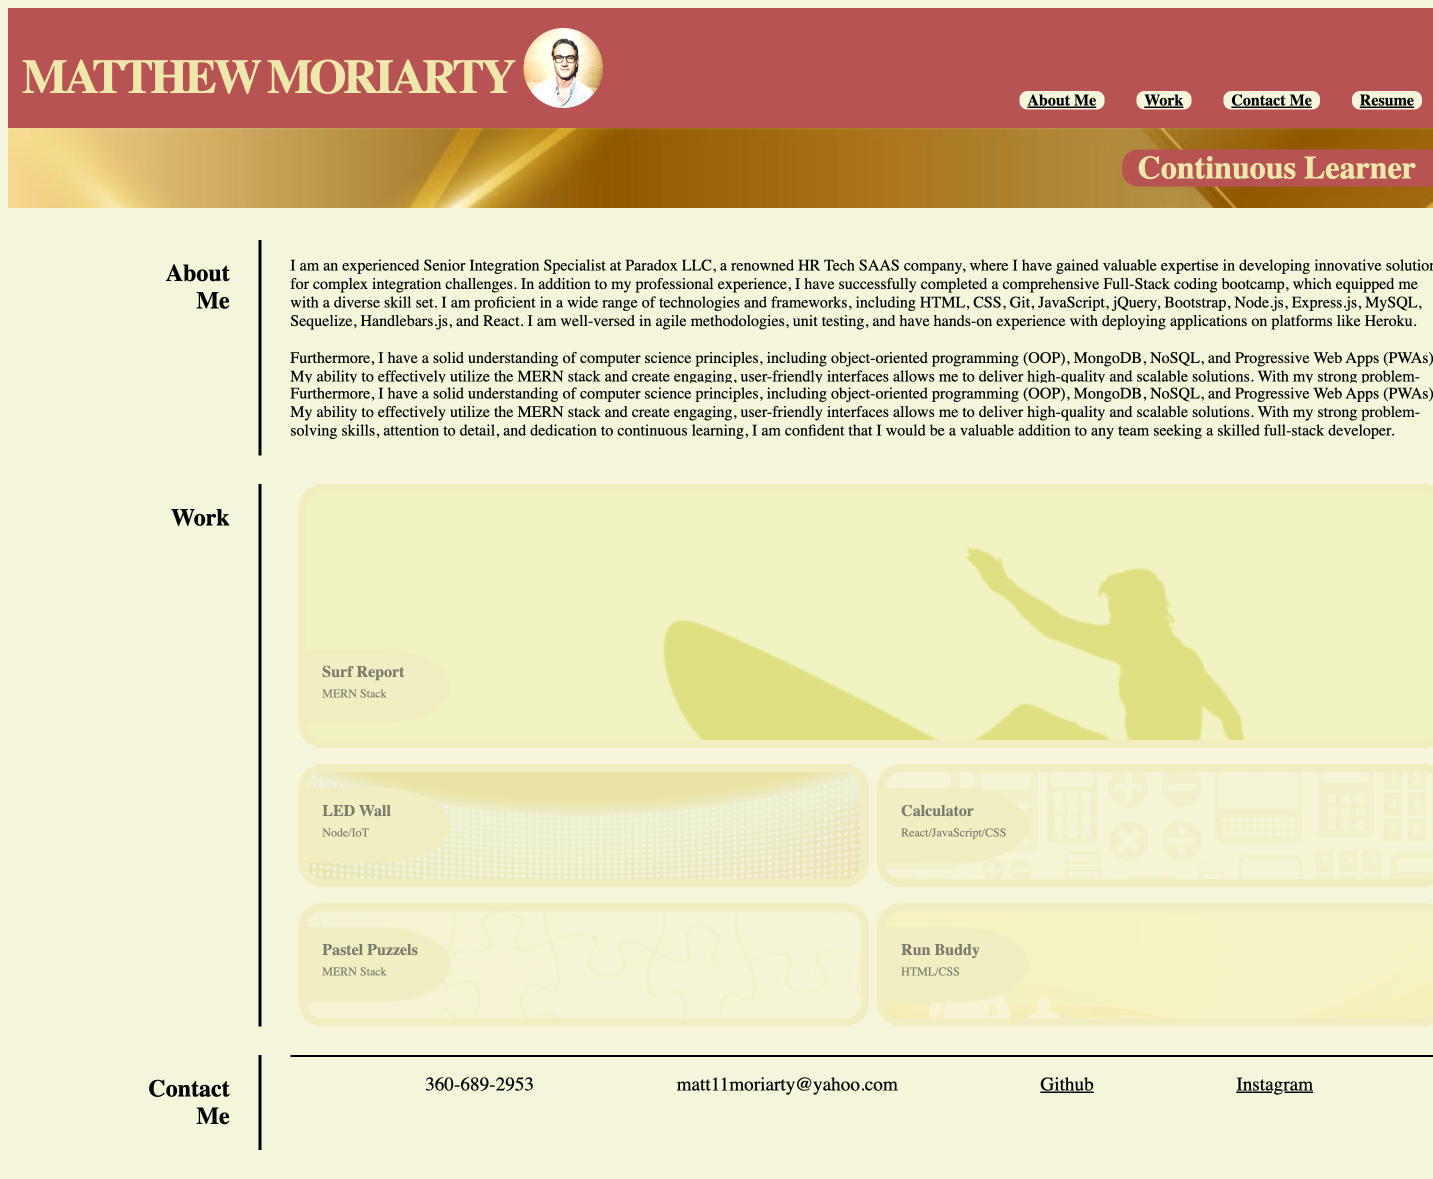 MATTHEW MORIARTY
About Me Work Contact Me Resume
Continuous Learner
About
Me
I am an experienced Senior Integration Specialist at Paradox LLC, a renowned HR Tech SAAS company, where I have gained valuable expertise in developing innovative solution
for complex integration challenges. In addition to my professional experience, I have successfully completed a comprehensive Full-Stack coding bootcamp, which equipped me
with a diverse skill set. I am proficient in a wide range of technologies and frameworks, including HTML, CSS, Git, JavaScript, jQuery, Bootstrap, Node.js, Express.js, MySQL,
Sequelize, Handlebars.js, and React. I am well-versed in agile methodologies, unit testing, and have hands-on experience with deploying applications on platforms like Heroku.
Furthermore, I have a solid understanding of computer science principles, including object-oriented programming (OOP), MongoDB, NoSQL, and Progressive Web Apps (PWAs)
My ability to effectively utilize the MERN stack and create engaging, user-friendly interfaces allows me to deliver high-quality and scalable solutions. With my strong problem-
Furthermore, I have a solid understanding of computer science principles, including object-oriented programming (OOP), MongoDB, NoSQL, and Progressive Web Apps (PWAs)
My ability to effectively utilize the MERN stack and create engaging, user-friendly interfaces allows me to deliver high-quality and scalable solutions. With my strong problem-
solving skills, attention to detail, and dedication to continuous learning, I am confident that I would be a valuable addition to any team seeking a skilled full-stack developer.
Work
Surf Report
MERN Stack
LED Wall
Node/IoT
Calculator
React/JavaScript/CSS
Pastel Puzzels
MERN Stack
Run Buddy
HTML/CSS
Contact
Me
360-689-2953 matt11moriarty@yahoo.com Github Instagram